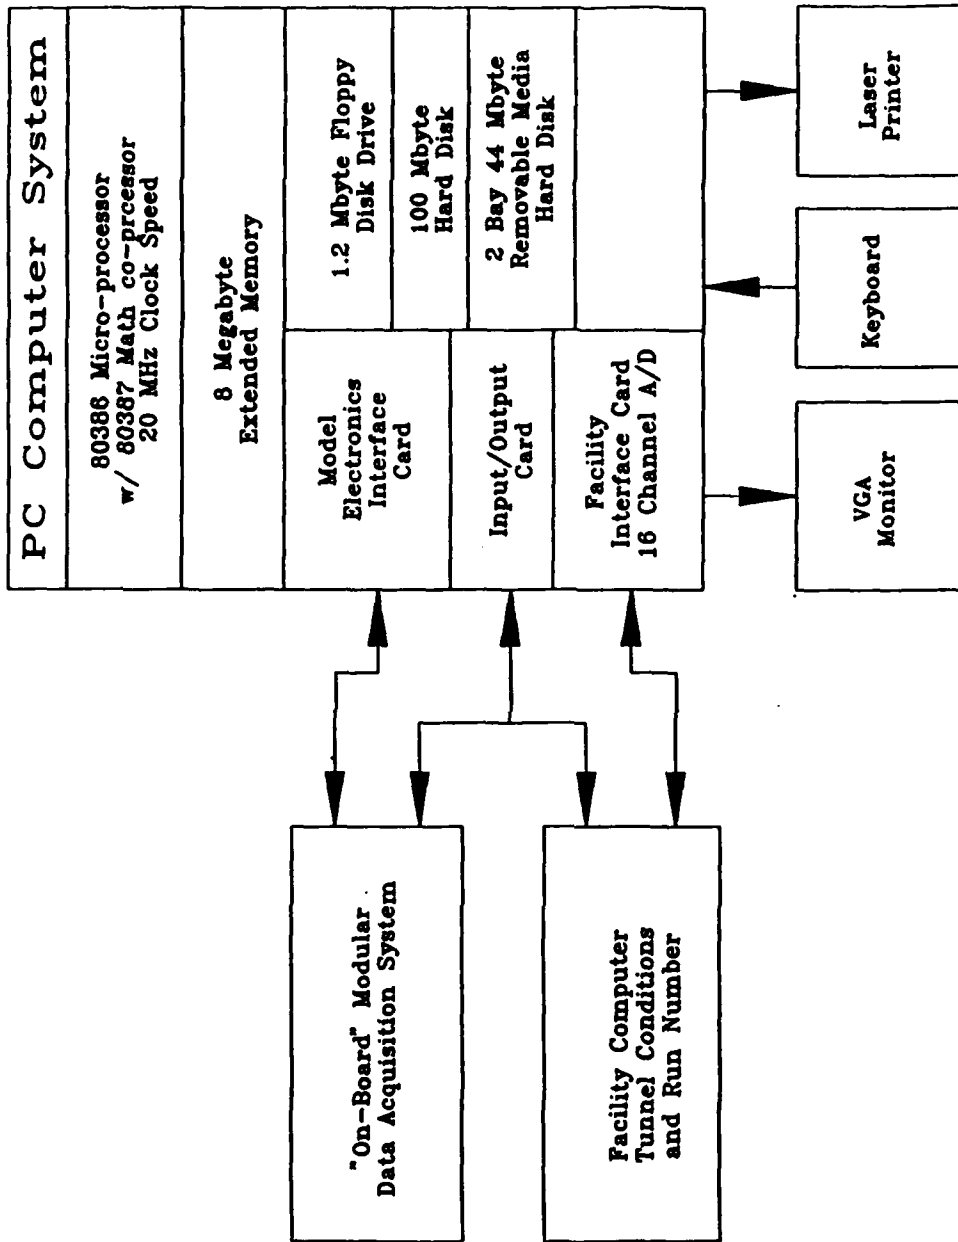 PC Computer System
80386 Micro-processor
w/ 80387 Math co-prcessor
20 MHz Clock Speed
8 Megabyte
Extended Memory
Model
Electronics
Interface
Card
1.2 Mbyte Floppy
Disk Drive
100 Mbyte
Hard Disk
Input/Output
Card
2 Bay 44 Mbyte
Removable Media
Hard Disk
Facility
Interface Card
16 Channel A/D
"On-Board" Modular
Data Acquisition System
Facility Computer
Tunnel Conditions
and Run Number
VGA
Monitor
Keyboard
Laser
Printer